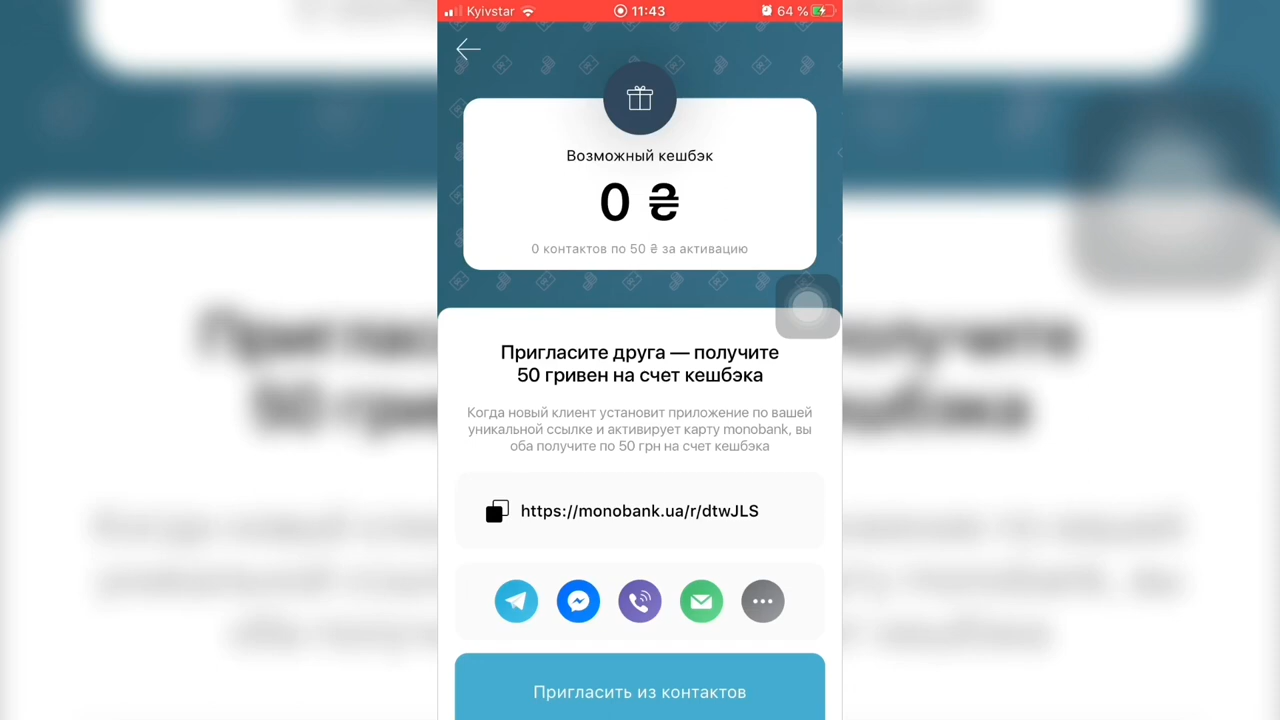 Kyivstar 11:43 64 %
Возможный кешбэк
0 ₴
0 контактов по 50 ₴ за активацию
Пригласите друга — получите
50 гривен на счет кешбэка
Когда новый клиент установит приложение по вашей
уникальной ссылке и активирует карту monobank, вы
оба получите по 50 грн на счет кешбэка
https://monobank.ua/r/dtwJLS
Пригласить из контактов